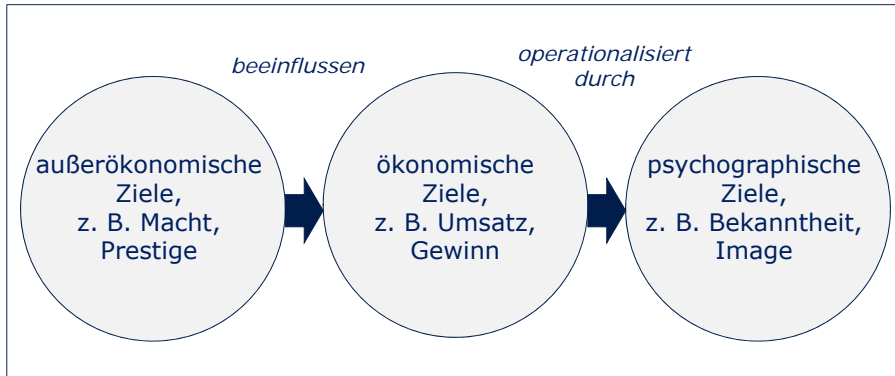 beeinflussen
operationalisiert
durch
außerökonomische
Ziele,
z. B. Macht,
Prestige
ökonomische
Ziele,
z. B. Umsatz,
Gewinn
psychographische
Ziele,
z. B. Bekanntheit,
Image